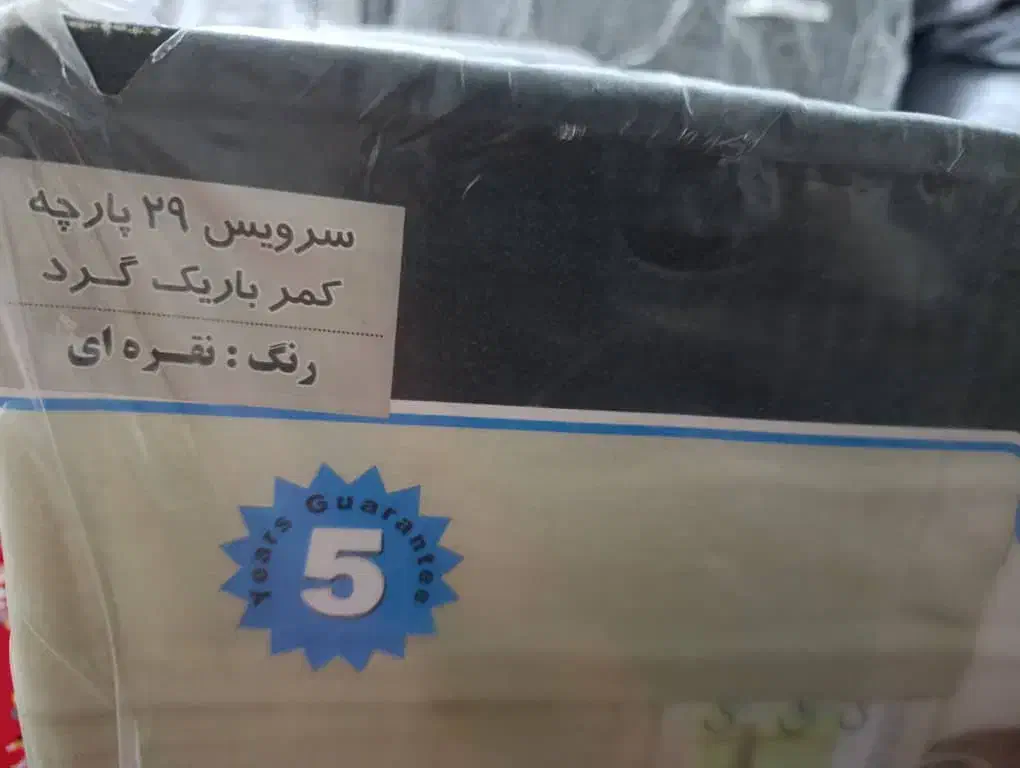 سرویس ۲۹ پارچه
کمر باریک گرد
رنگ : نقره ای
Years Guarantee
5